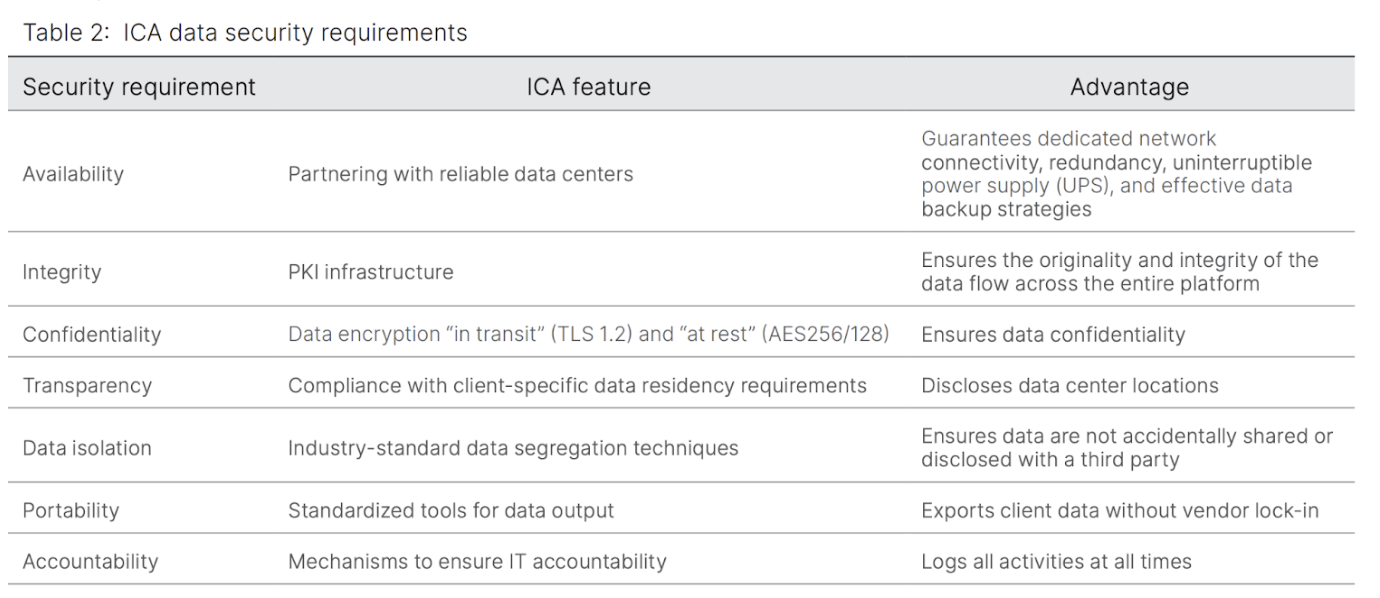 Table 2: ICA data security requirements
Security requirement ICA feature Advantage
Availability Partnering with reliable data centers Guarantees dedicated network
connectivity, redundancy, uninterruptible
power supply (UPS), and effective data
backup strategies
Integrity PKI infrastructure Ensures the originality and integrity of the
data flow across the entire platform
Confidentiality Data encryption “in transit” (TLS 1.2) and “at rest” (AES256/128) Ensures data confidentiality
Transparency Compliance with client-specific data residency requirements Discloses data center locations
Data isolation Industry-standard data segregation techniques Ensures data are not accidentally shared or
disclosed with a third party
Portability Standardized tools for data output Exports client data without vendor lock-in
Accountability Mechanisms to ensure IT accountability Logs all activities at all times